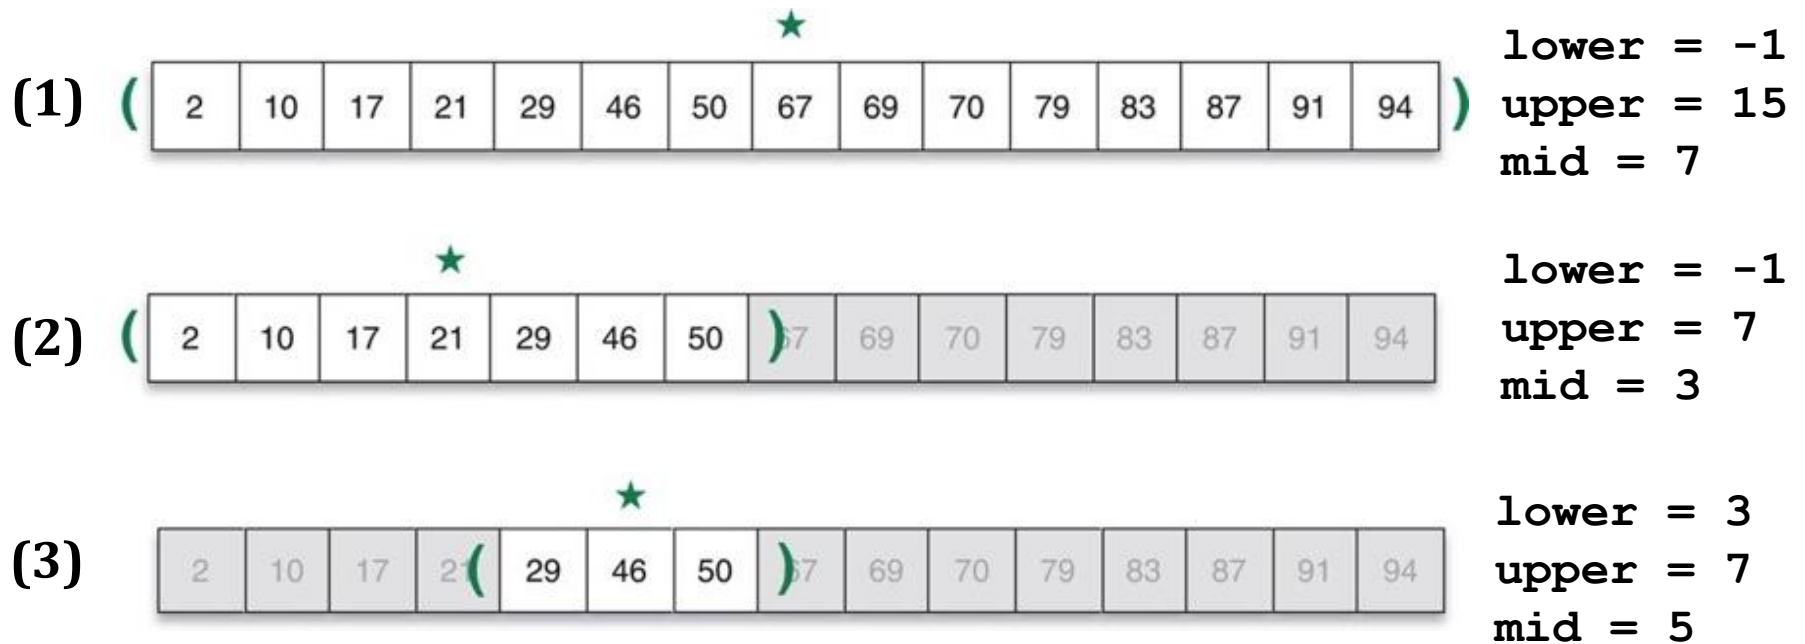 lower = -1
(1) ( 2 10 17 21 29 46 50 67 69 70 79 83 87 91 94 ) upper = 15
mid = 7
lower = -1
(2) ( 2 10 17 21 29 46 50 ) 67 69 70 79 83 87 91 94 upper = 7
mid = 3
lower = 3
(3) 2 10 17 21 ( 29 46 50 ) 67 69 70 79 83 87 91 94 upper = 7
mid = 5